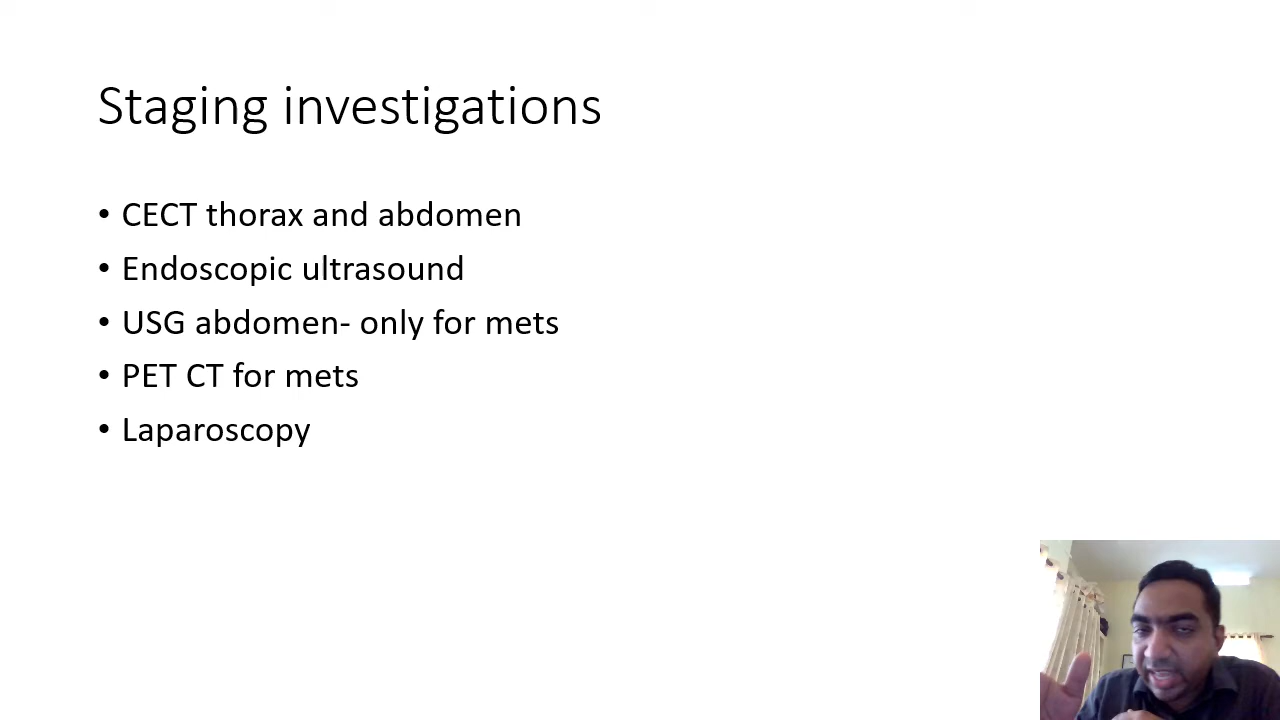 Staging investigations
• CECT thorax and abdomen
• Endoscopic ultrasound
• USG abdomen- only for mets
• PET CT for mets
• Laparoscopy